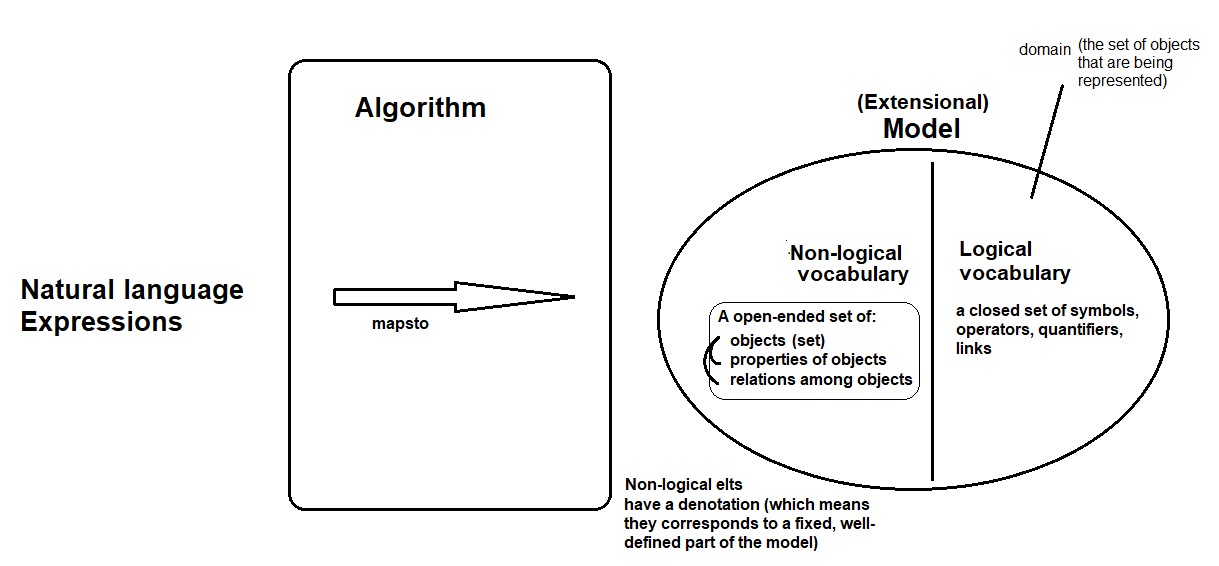 domain (the set of objects
that are being
represented)
(Extensional)
Model
Algorithm
Natural language
Expressions
mapsto
Non-logical
vocabulary
A open-ended set of:
objects (set)
properties of objects
relations among objects
Logical
vocabulary
a closed set of symbols,
operators, quantifiers,
links
Non-logical elts
have a denotation (which means
they corresponds to a fixed, well-
defined part of the model)